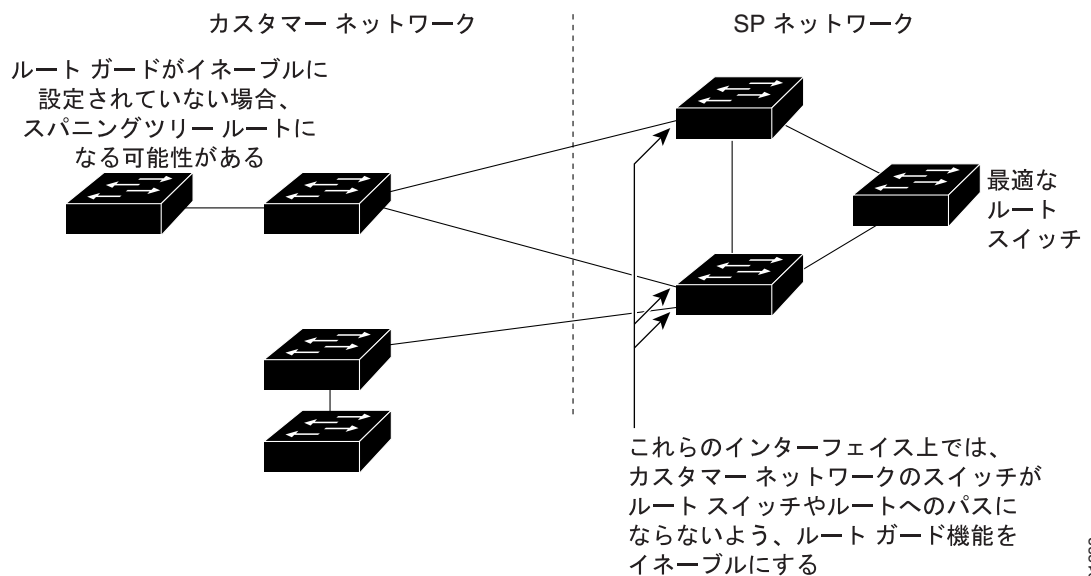 カスタマー ネットワーク
SP ネットワーク
ルート ガードがイネーブルに
設定されていない場合、
スパニングツリー ルートに
なる可能性がある
最適な
ルート
スイッチ
これらのインターフェイス上では、
カスタマー ネットワークのスイッチが
ルート スイッチやルートへのパスに
ならないよう、ルート ガード機能を
イネーブルにする